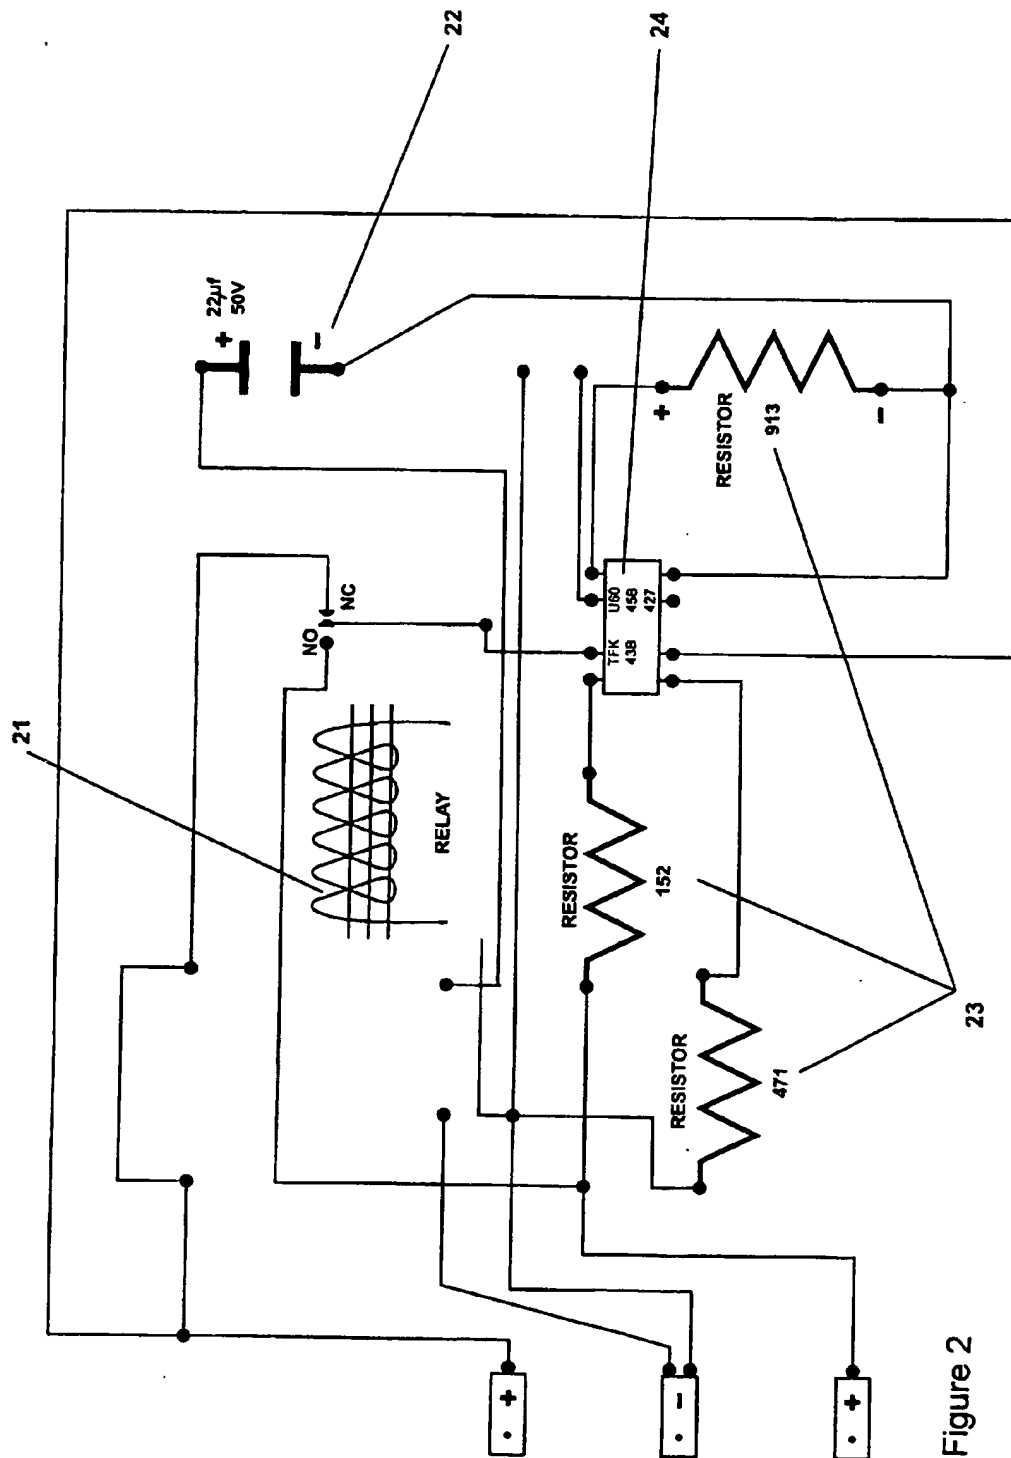 21
22
24
+ 22µf
50V
−
NO
NC
RELAY
TFK U60
438 458
427
+
RESISTOR
913
−
RESISTOR
152
RESISTOR
471
23
+
−
+
Figure 2